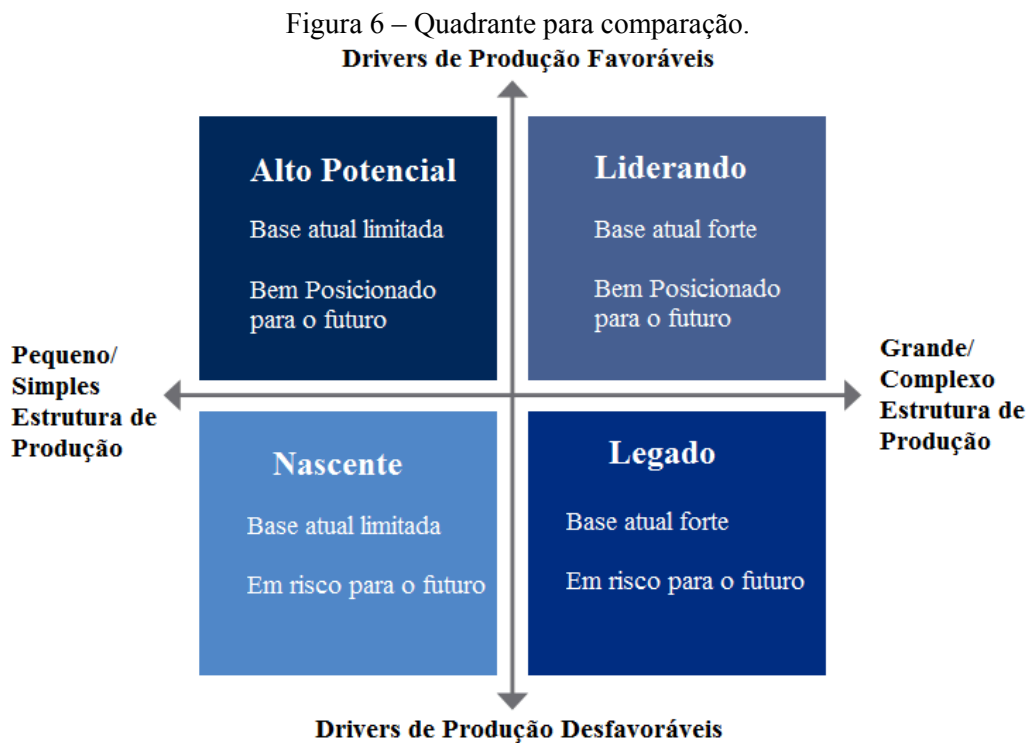 Figura 6 – Quadrante para comparação.
Drivers de Produção Favoráveis
Alto Potencial
Base atual limitada
Bem Posicionado
para o futuro
Liderando
Base atual forte
Bem Posicionado
para o futuro
Pequeno/
Simples
Estrutura de
Produção
Grande/
Complexo
Estrutura de
Produção
Nascente
Base atual limitada
Em risco para o futuro
Legado
Base atual forte
Em risco para o futuro
Drivers de Produção Desfavoráveis